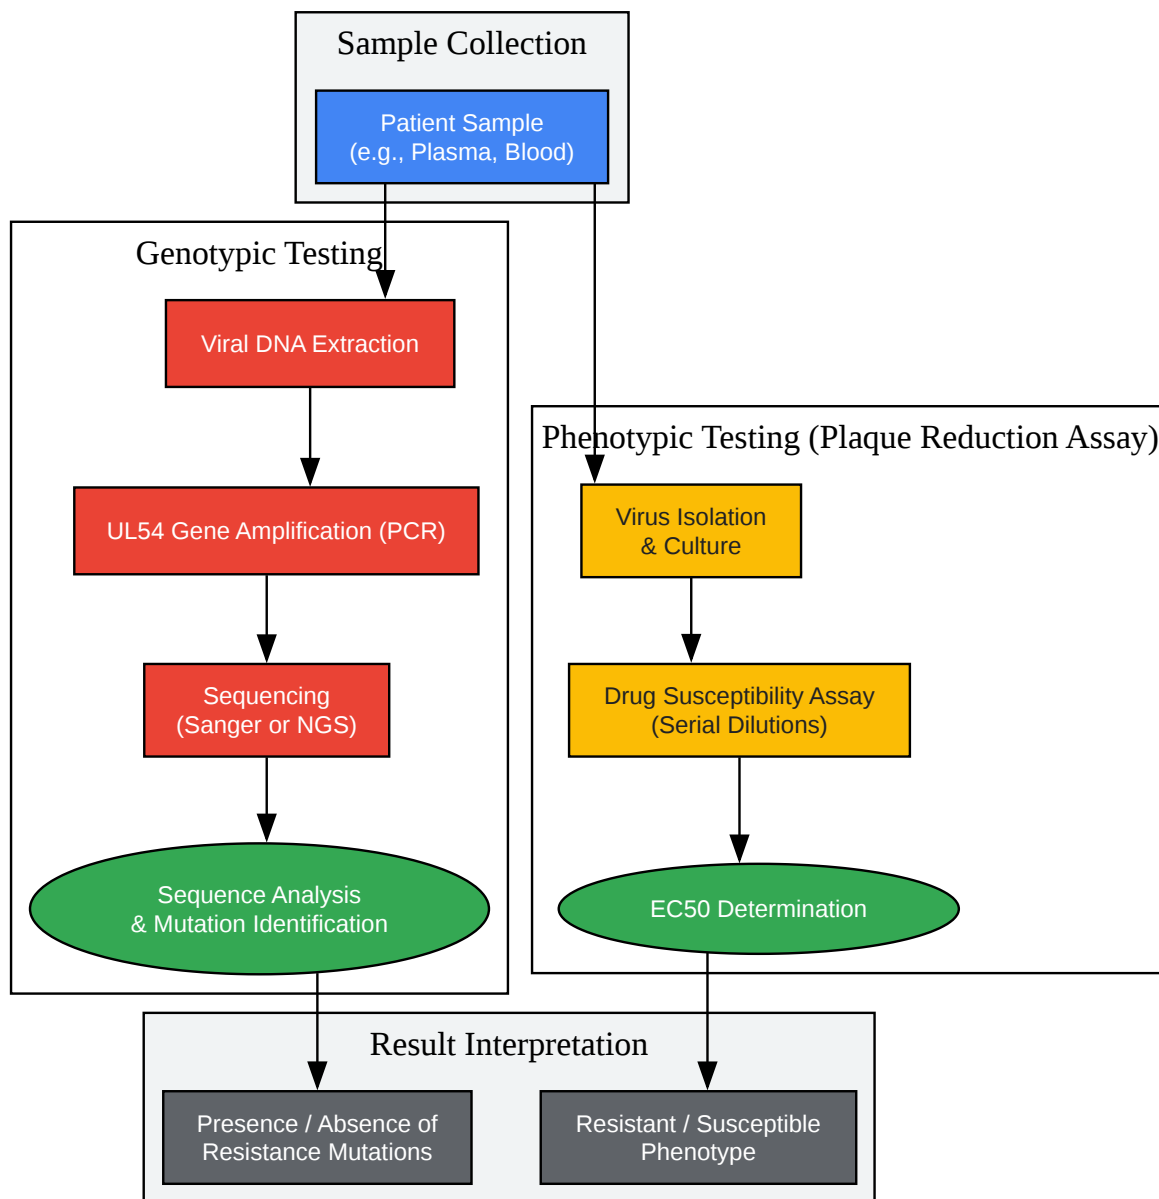 Sample Collection
Patient Sample
(e.g., Plasma, Blood)
Genotypic Testing
Viral DNA Extraction
UL54 Gene Amplification (PCR)
Sequencing
(Sanger or NGS)
Sequence Analysis
& Mutation Identification
Phenotypic Testing (Plaque Reduction Assay)
Virus Isolation
& Culture
Drug Susceptibility Assay
(Serial Dilutions)
EC50 Determination
Result Interpretation
Presence / Absence of
Resistance Mutations
Resistant / Susceptible
Phenotype